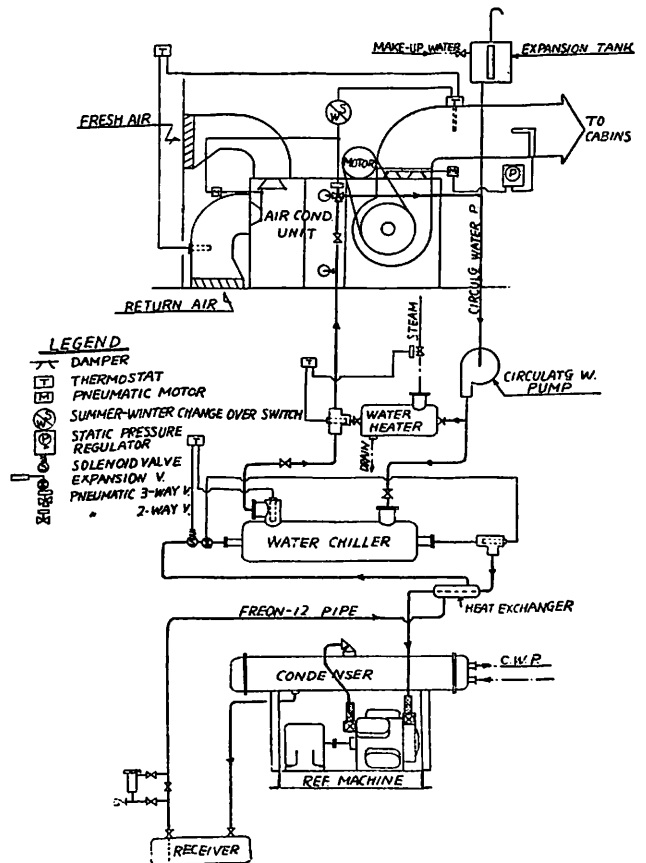 MAKE-UP WATER
EXPANSION TANK
T
T
FRESH AIR
W/S
TO
CABINS
MOTOR
M
M
P
AIR COND.
UNIT
CIRCULG WATER P.
RETURN AIR
STEAM
LEGEND
DAMPER
T THERMOSTAT
M PNEUMATIC MOTOR
W/S SUMMER-WINTER CHANGE OVER SWITCH
P STATIC PRESSURE
REGULATOR
SOLENOID VALVE
EXPANSION V.
PNEUMATIC 3-WAY V.
" 2-WAY V.
T
CIRCULATG W.
PUMP
WATER
HEATER
DRAIN
T
WATER CHILLER
HEAT EXCHANGER
FREON-12 PIPE
CONDENSER
C.W.P.
REF. MACHINE
RECEIVER